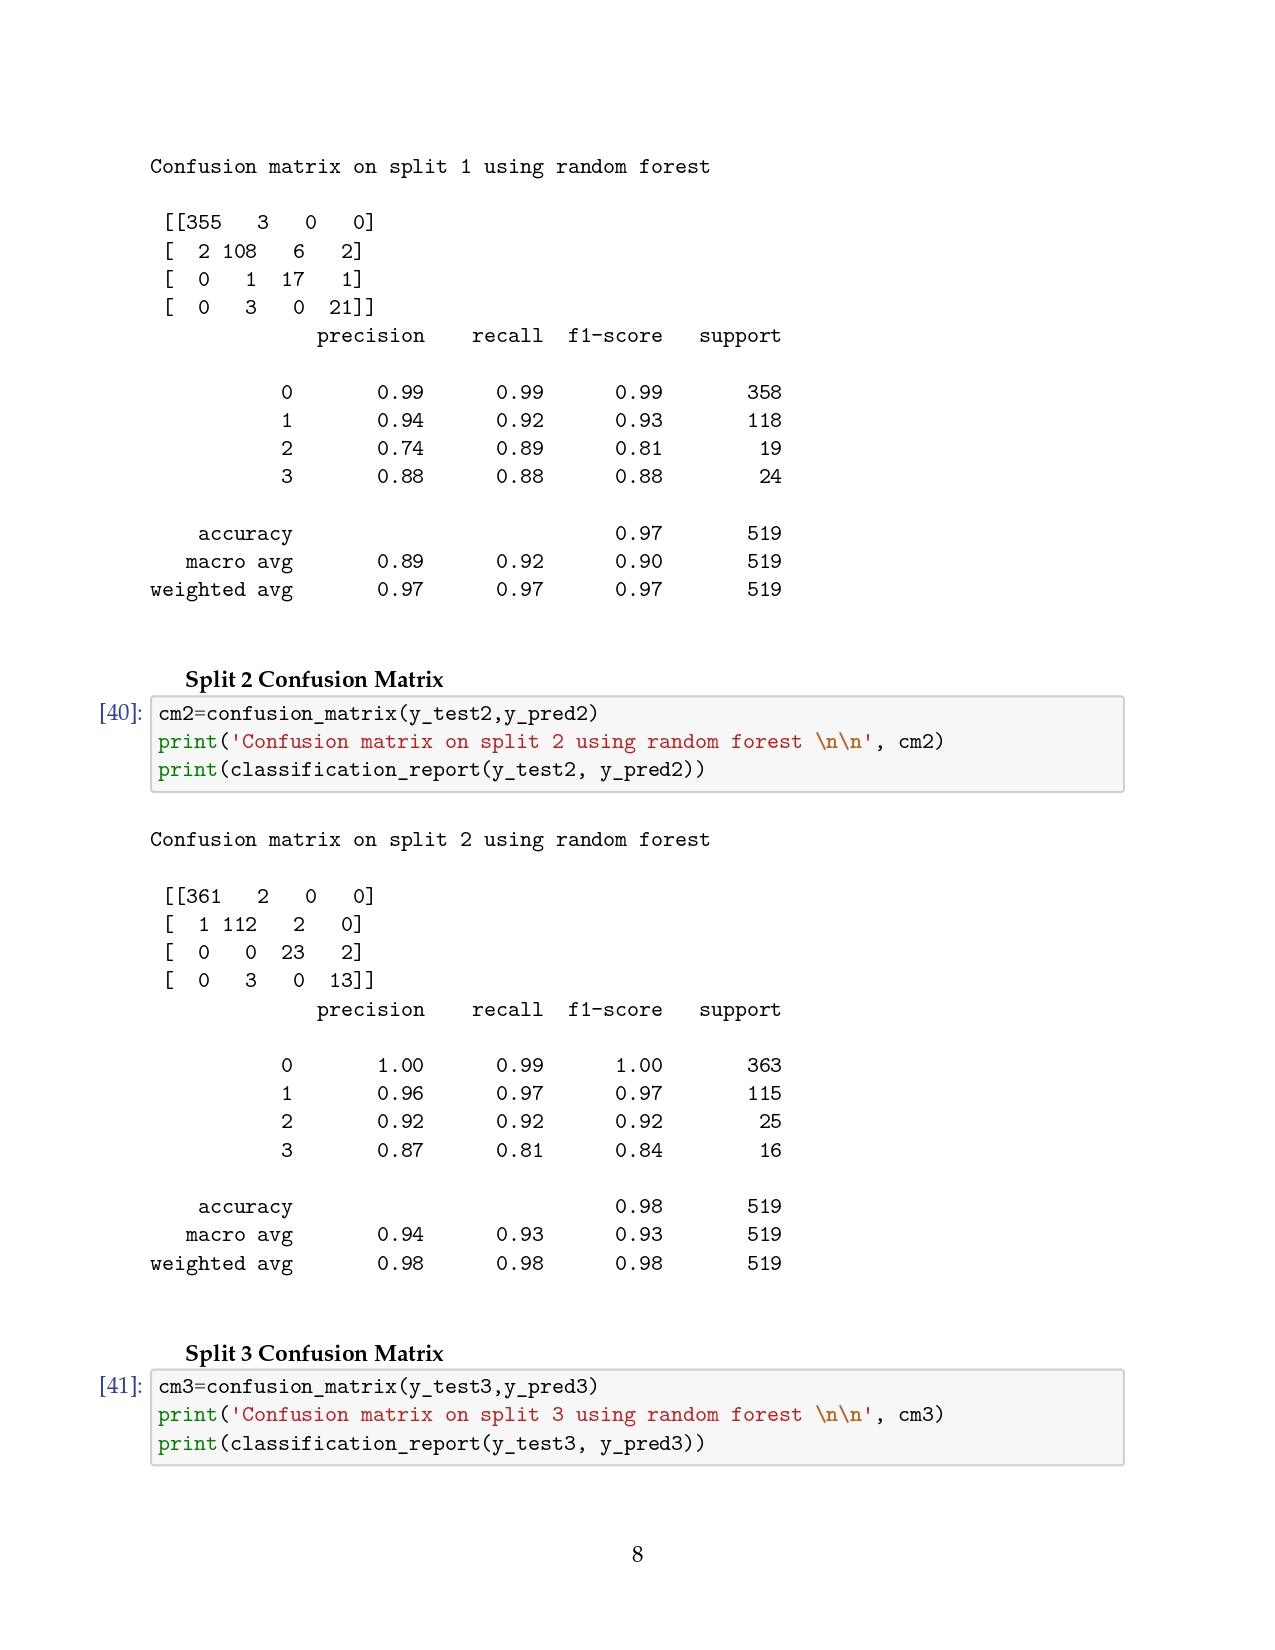 Confusion matrix on split 1 using random forest
[[355   3   0   0]
[  2 108   6   2]
[  0   1  17   1]
[  0   3   0  21]]
precision    recall  f1-score   support
0       0.99      0.99      0.99       358
1       0.94      0.92      0.93       118
2       0.74      0.89      0.81        19
3       0.88      0.88      0.88        24
accuracy                           0.97       519
macro avg       0.89      0.92      0.90       519
weighted avg       0.97      0.97      0.97       519
Split 2 Confusion Matrix
[40]: cm2=confusion_matrix(y_test2,y_pred2)
print('Confusion matrix on split 2 using random forest \n\n', cm2)
print(classification_report(y_test2, y_pred2))
Confusion matrix on split 2 using random forest
[[361   2   0   0]
[  1 112   2   0]
[  0   0  23   2]
[  0   3   0  13]]
precision    recall  f1-score   support
0       1.00      0.99      1.00       363
1       0.96      0.97      0.97       115
2       0.92      0.92      0.92        25
3       0.87      0.81      0.84        16
accuracy                           0.98       519
macro avg       0.94      0.93      0.93       519
weighted avg       0.98      0.98      0.98       519
Split 3 Confusion Matrix
[41]: cm3=confusion_matrix(y_test3,y_pred3)
print('Confusion matrix on split 3 using random forest \n\n', cm3)
print(classification_report(y_test3, y_pred3))
8